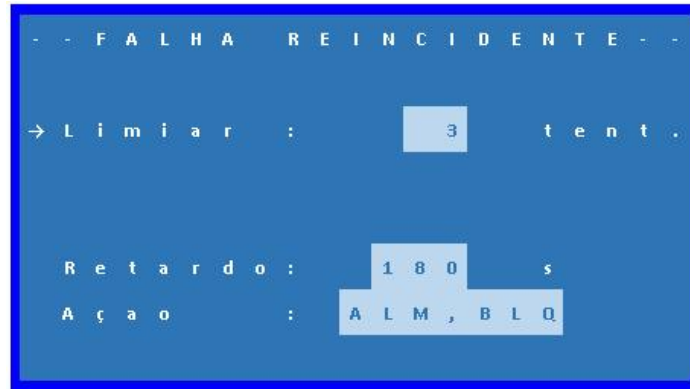 --FALHA REINCIDENTE--
→Limiar : 3 tent.
Retardo: 180 s
Açao : ALM,BLQ